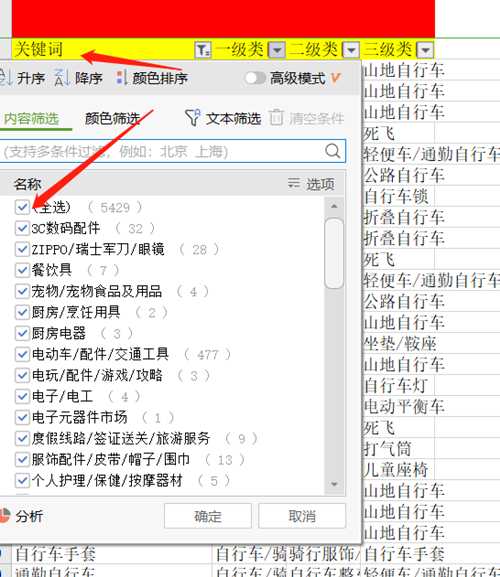 关键词 一级类 二级类 三级类
升序 降序 颜色排序 高级模式 山地自行车
山地自行车
内容筛选 颜色筛选 文本筛选 清空条件 山地自行车
死飞
(支持多条件过滤，例如：北京 上海) 轻便车/通勤自行车
公路自行车
名称 选项
自行车锁
(全选) (5429) 折叠自行车
3C数码配件 (32) 折叠自行车
ZIPPO/瑞士军刀/眼镜 (28) 死飞
餐饮具 (7) 轻便车/通勤自行车
宠物/宠物食品及用品 (4) 公路自行车
厨房/烹饪用具 (2) 山地自行车
厨房电器 (3) 坐垫/鞍座
电动车/配件/交通工具 (477) 山地自行车
电玩/配件/游戏/攻略 (3) 自行车灯
电子/电工 (4) 电动平衡车
电子元器件市场 (1) 死飞
度假线路/签证送关/旅游服务 (9) 打气筒
服饰配件/皮带/帽子/围巾 (13) 儿童座椅
个人护理/保健/按摩器材 (5) 山地自行车
山地自行车
分析 确定 取消 山地自行车
山地自行车
自行车手套 自行车/骑骑行服饰/自行车手套
通勤自行车 自行车/骑自行车整轻便车/通勤自行车